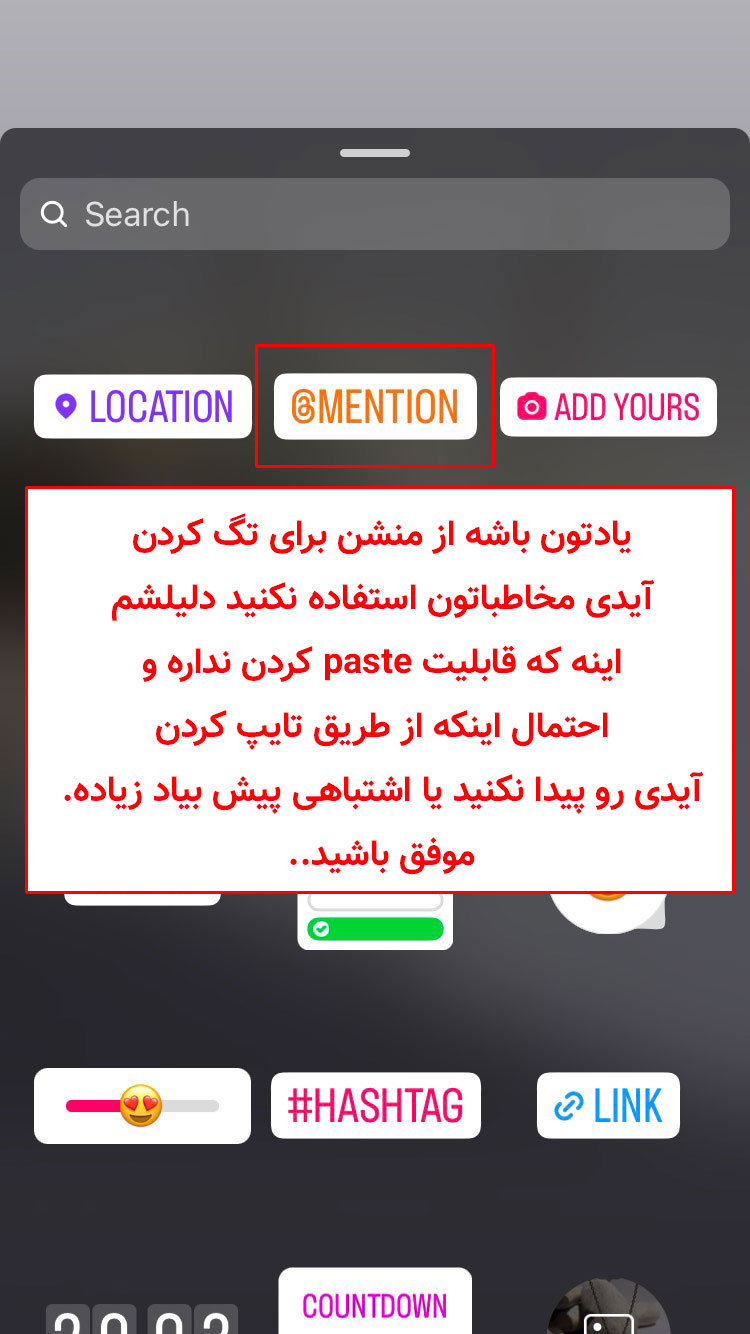 Search
LOCATION
@MENTION
ADD YOURS
یادتون باشه از منشن برای تگ کردن
آیدی مخاطباتون استفاده نکنید دلیلشم
اینه که قابلیت paste کردن نداره و
احتمال اینکه از طریق تایپ کردن
آیدی رو پیدا نکنید یا اشتباهی پیش بیاد زیاده.
موفق باشید..
#HASHTAG
LINK
COUNTDOWN